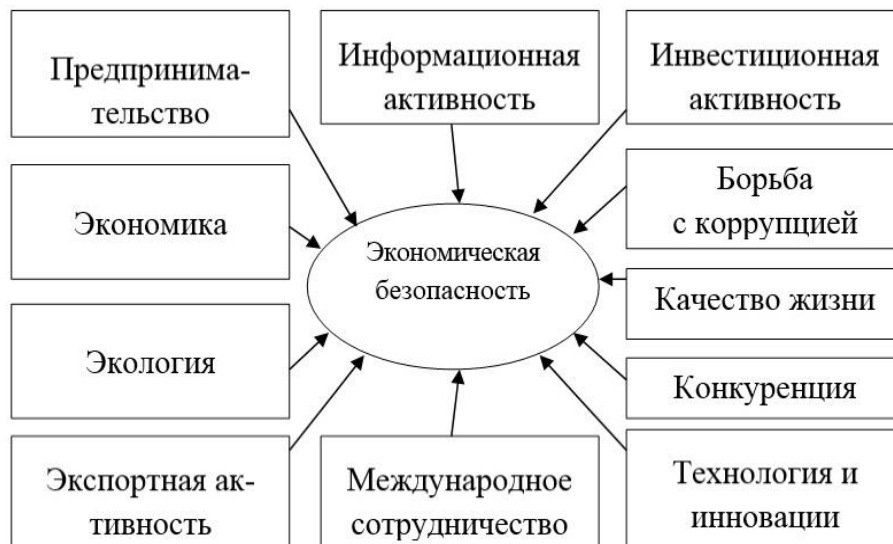 Предпринима-
тельство
Информационная
активность
Инвестиционная
активность
Экономика
Экономическая
безопасность
Борьба
с коррупцией
Качество жизни
Экология
Конкуренция
Экспортная ак-
тивность
Международное
сотрудничество
Технология и
инновации